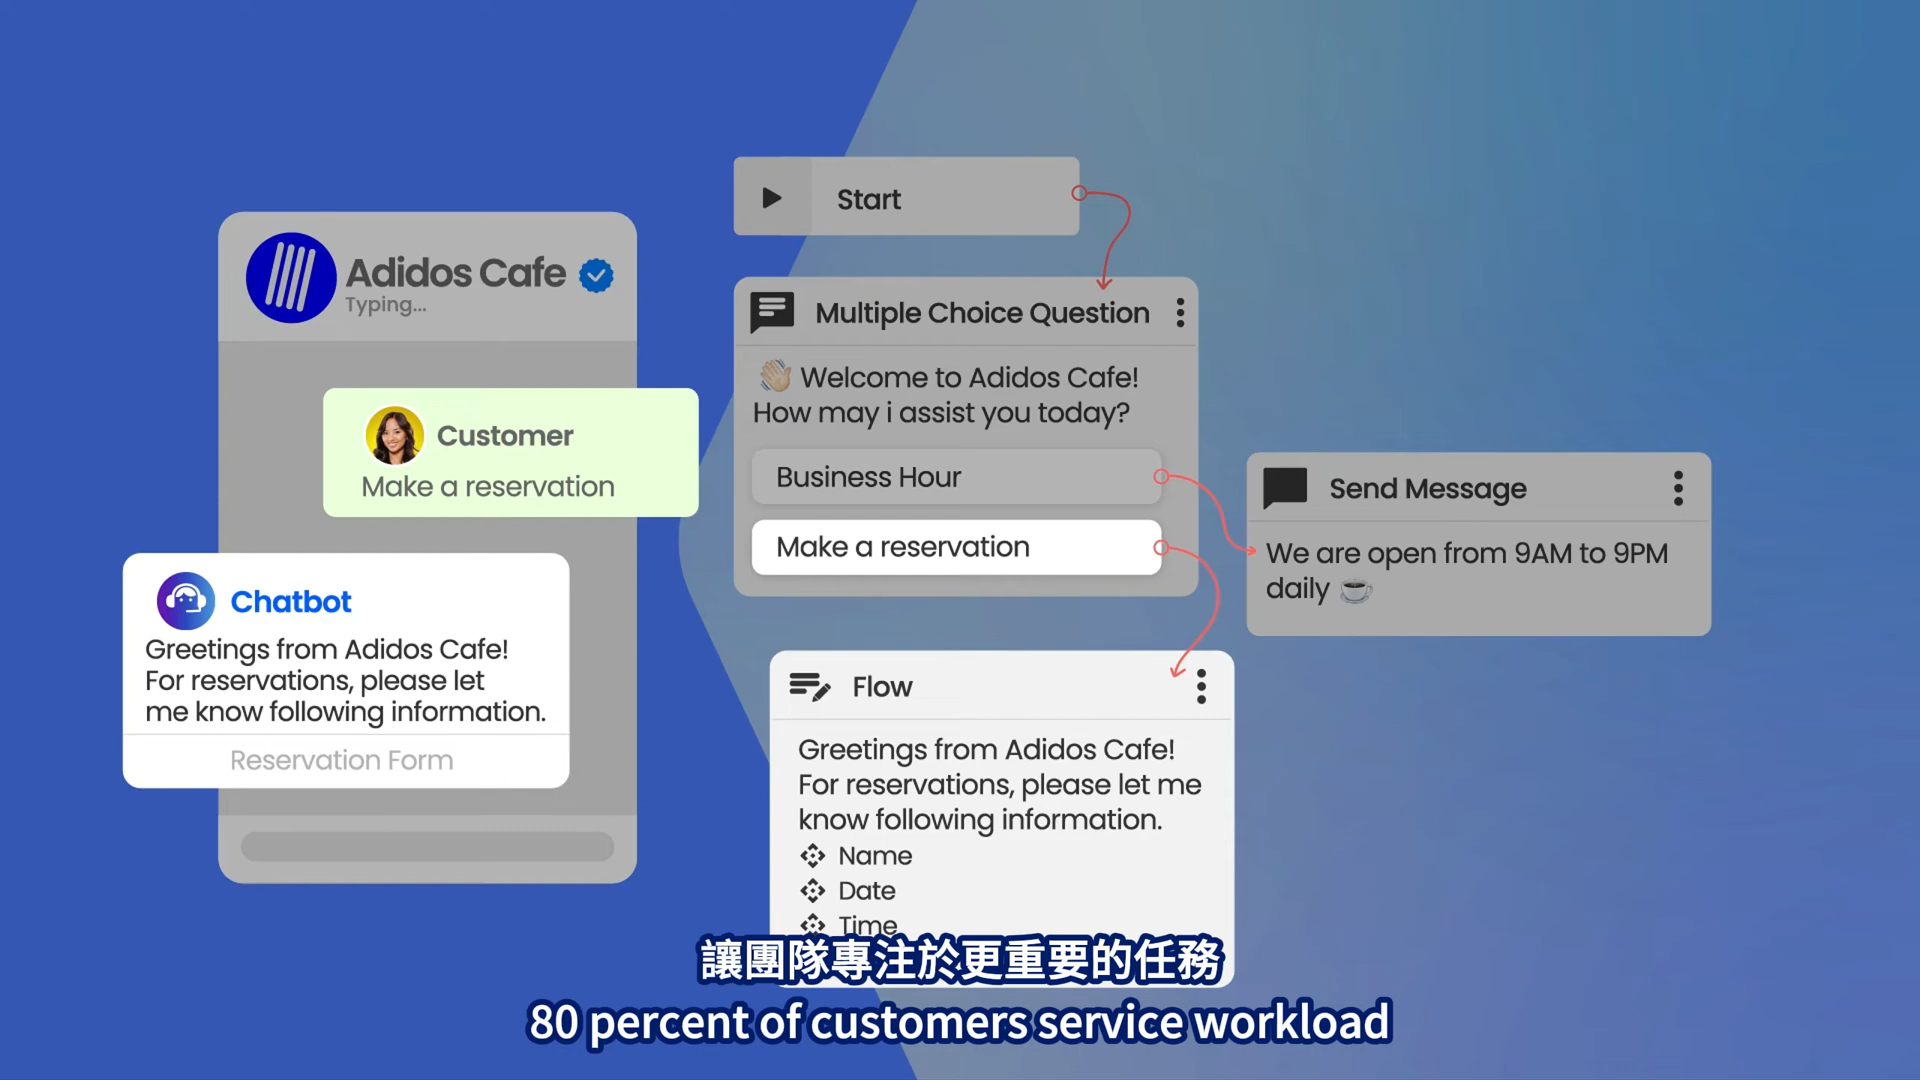 Adidos Cafe
Typing...
Customer
Make a reservation
Chatbot
Greetings from Adidos Cafe!
For reservations, please let
me know following information.
Reservation Form
Start
Multiple Choice Question
👋🏻 Welcome to Adidos Cafe!
How may i assist you today?
Business Hour
Make a reservation
Send Message
We are open from 9AM to 9PM
daily ☕
Flow
Greetings from Adidos Cafe!
For reservations, please let me
know following information.
Name
Date
Time
讓團隊專注於更重要的任務
80 percent of customers service workload